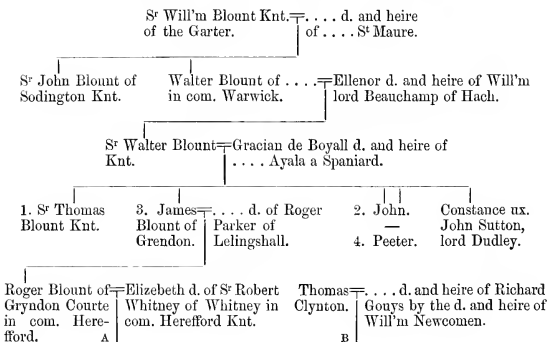 Sr Will'm Blount Knt. . . . . d. and heire
of the Garter. of . . . . St Maure.
Sr John Blount of
Sodington Knt.
Walter Blount of . . . .
in com. Warwick.
Ellenor d. and heire of Will'm
lord Beauchamp of Hach.
Sr Walter Blount
Knt.
Gracian de Boyall d. and heire of
. . . . Ayala a Spaniard.
1. Sr Thomas
Blount Knt.
3. James
Blount of
Grendon.
. . . . d. of Roger
Parker of
Lelingshall.
2. John.
—
4. Peeter.
Constance ux.
John Sutton,
lord Dudley.
Roger Blount of
Gryndon Courte
in com. Here-
fford. A
Elizebeth d. of Sr Robert
Whitney of Whitney in
com. Herefford Knt.
Thomas
Clynton.
. . . . d. and heire of Richard
Gouys by the d. and heire of
Will'm Newcomen.
B